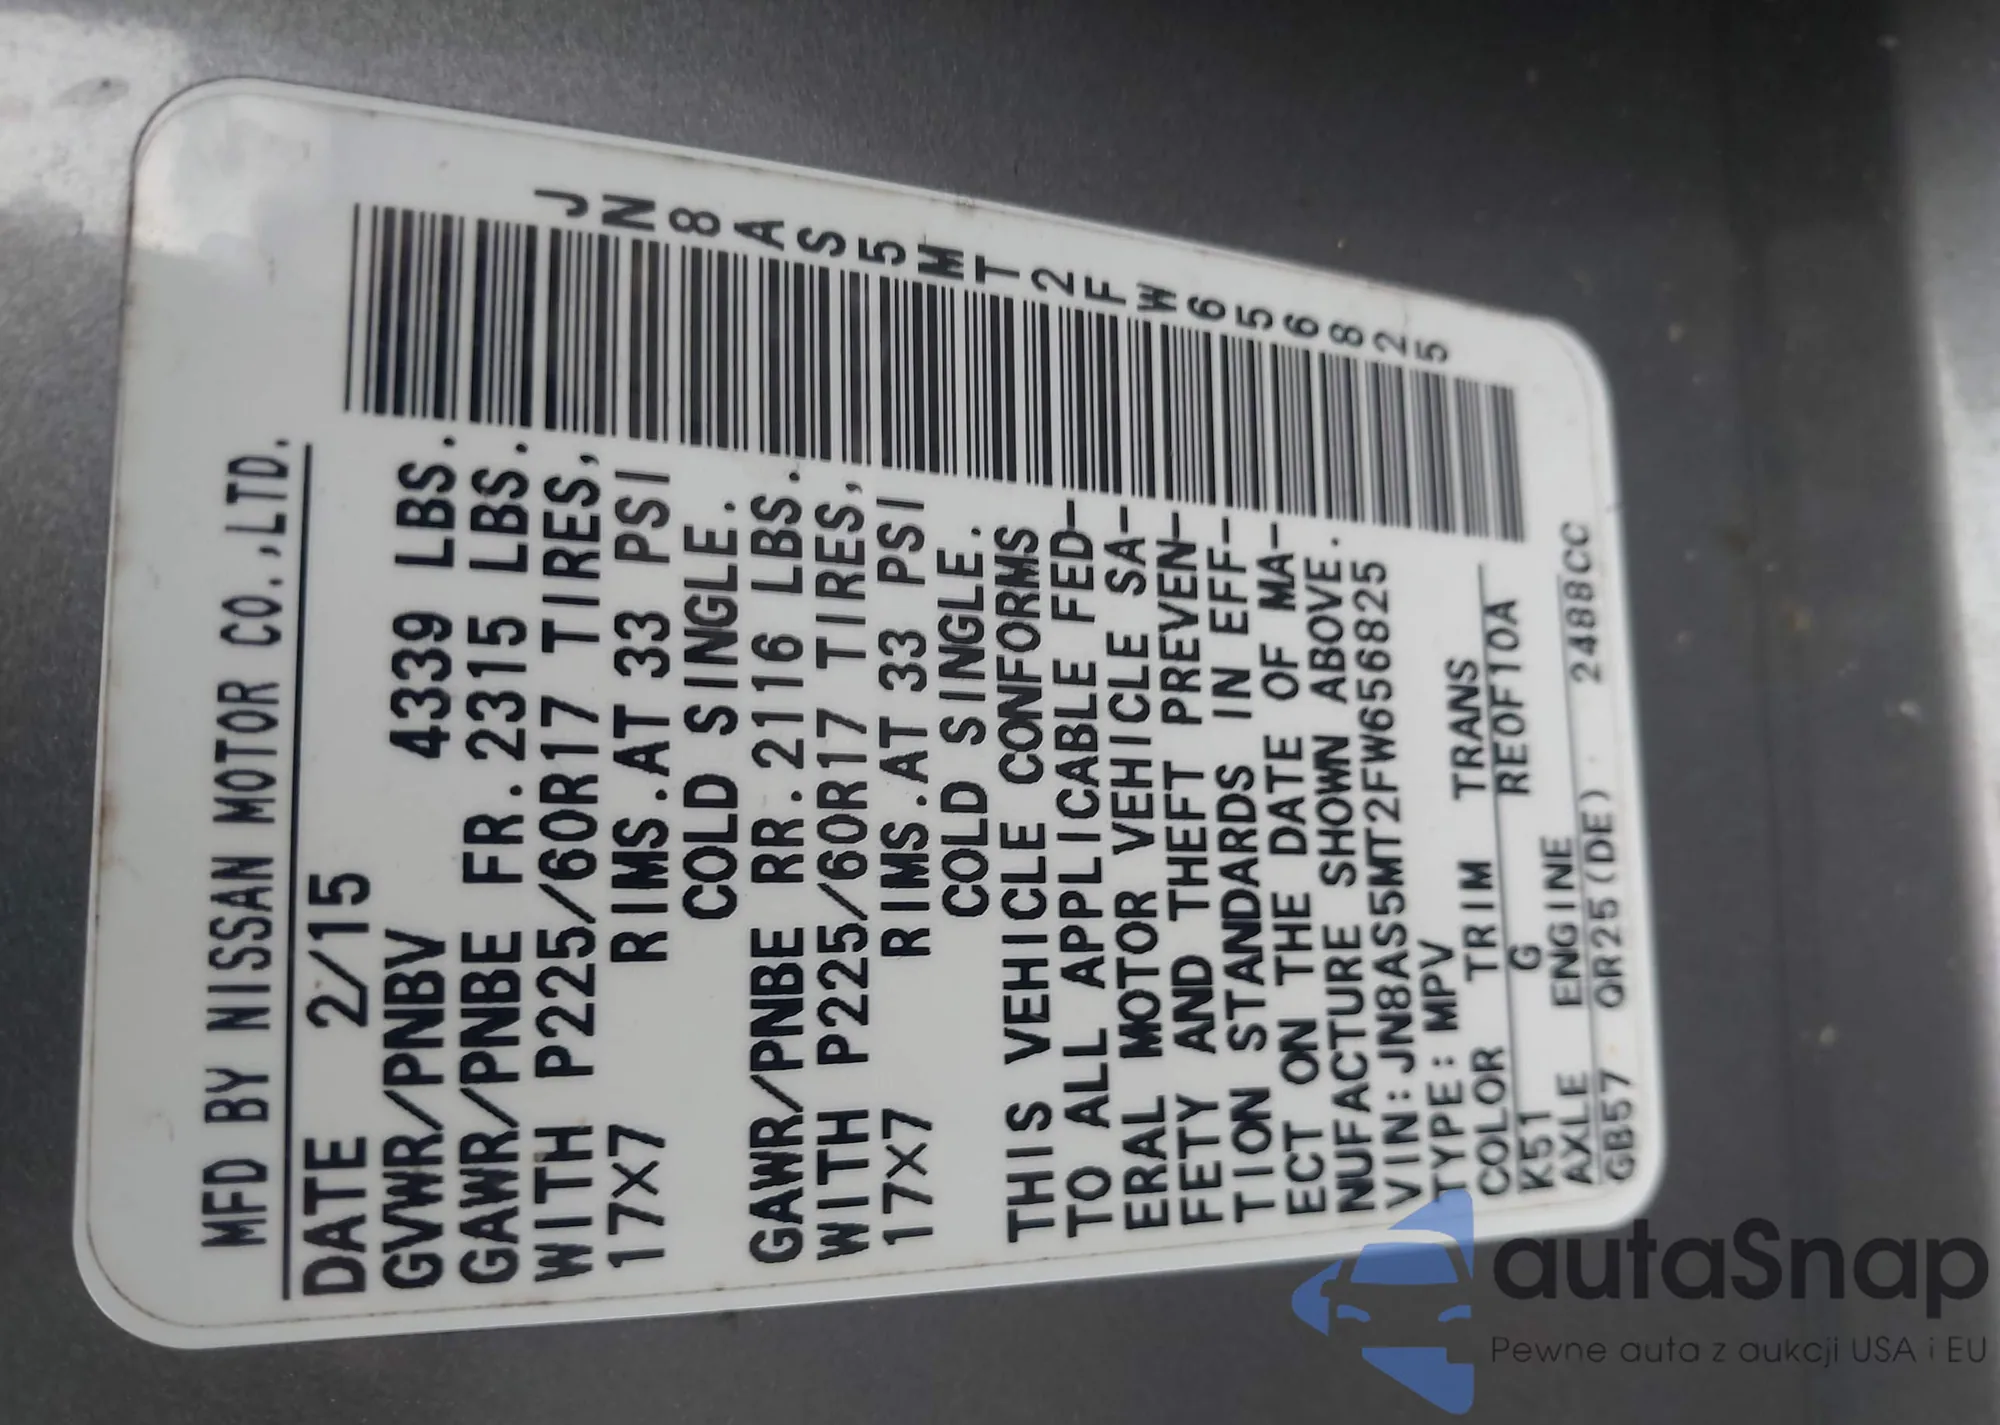 MFD BY NISSAN MOTOR CO.,LTD.
DATE 2/15
GVWR/PNBV 4339 LBS.
GAWR/PNBE FR.2315 LBS.
WITH P225/60R17 TIRES,
17×7 RIMS.AT 33 PSI
COLD SINGLE.
GAWR/PNBE RR.2116 LBS.
WITH P225/60R17 TIRES,
17×7 RIMS.AT 33 PSI
COLD SINGLE.
THIS VEHICLE CONFORMS
TO ALL APPLICABLE FED-
ERAL MOTOR VEHICLE SA-
FETY AND THEFT PREVEN-
TION STANDARDS IN EFF-
ECT ON THE DATE OF MA-
NUFACTURE SHOWN ABOVE.
VIN:JN8AS5MT2FW656825
TYPE:MPV
COLOR TRIM TRANS
K51 G RE0F10A
AXLE ENGINE
GB57 QR25(DE) 2488CC
JN8AS5MT2FW656825
autaSnap
Pewne auta z aukcji USA i EU